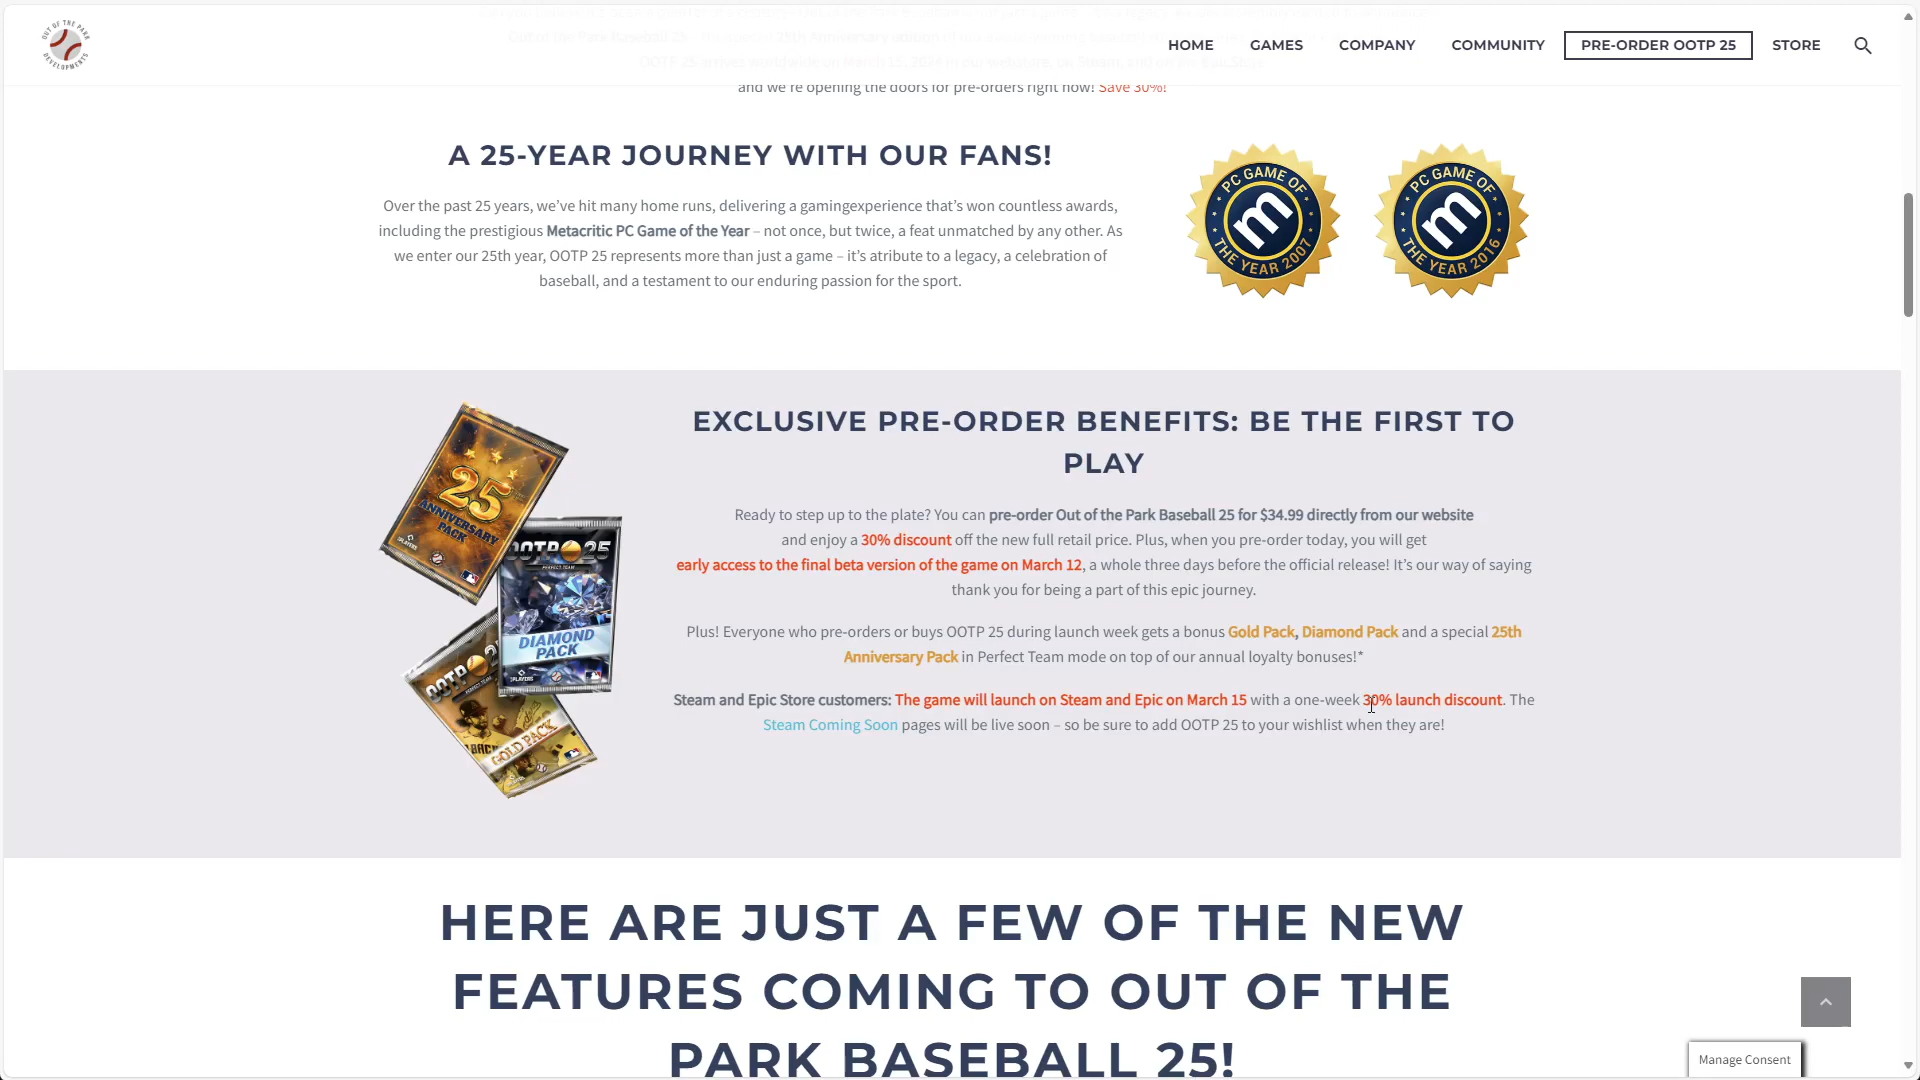 OUT OF THE PARK
DEVELOPMENTS
HOME
GAMES
COMPANY
COMMUNITY
PRE-ORDER OOTP 25
STORE
and we're opening the doors for pre-orders right now! Save 30%!
A 25-YEAR JOURNEY WITH OUR FANS!
Over the past 25 years, we've hit many home runs, delivering a gamingexperience that's won countless awards,
including the prestigious Metacritic PC Game of the Year – not once, but twice, a feat unmatched by any other. As
we enter our 25th year, OOTP 25 represents more than just a game – it's atribute to a legacy, a celebration of
baseball, and a testament to our enduring passion for the sport.
PC GAME OF
m
THE YEAR 2007
PC GAME OF
m
THE YEAR 2016
25
ANNIVERSARY
PACK
OOTP 25
PERFECT TEAM
DIAMOND
PACK
OOTP
GOLD PACK
EXCLUSIVE PRE-ORDER BENEFITS: BE THE FIRST TO
PLAY
Ready to step up to the plate? You can pre-order Out of the Park Baseball 25 for $34.99 directly from our website
and enjoy a 30% discount off the new full retail price. Plus, when you pre-order today, you will get
early access to the final beta version of the game on March 12, a whole three days before the official release! It's our way of saying
thank you for being a part of this epic journey.
Plus! Everyone who pre-orders or buys OOTP 25 during launch week gets a bonus Gold Pack, Diamond Pack and a special 25th
Anniversary Pack in Perfect Team mode on top of our annual loyalty bonuses!*
Steam and Epic Store customers: The game will launch on Steam and Epic on March 15 with a one-week 30% launch discount. The
Steam Coming Soon pages will be live soon – so be sure to add OOTP 25 to your wishlist when they are!
HERE ARE JUST A FEW OF THE NEW
FEATURES COMING TO OUT OF THE
PARK BASEBALL 25!
Manage Consent